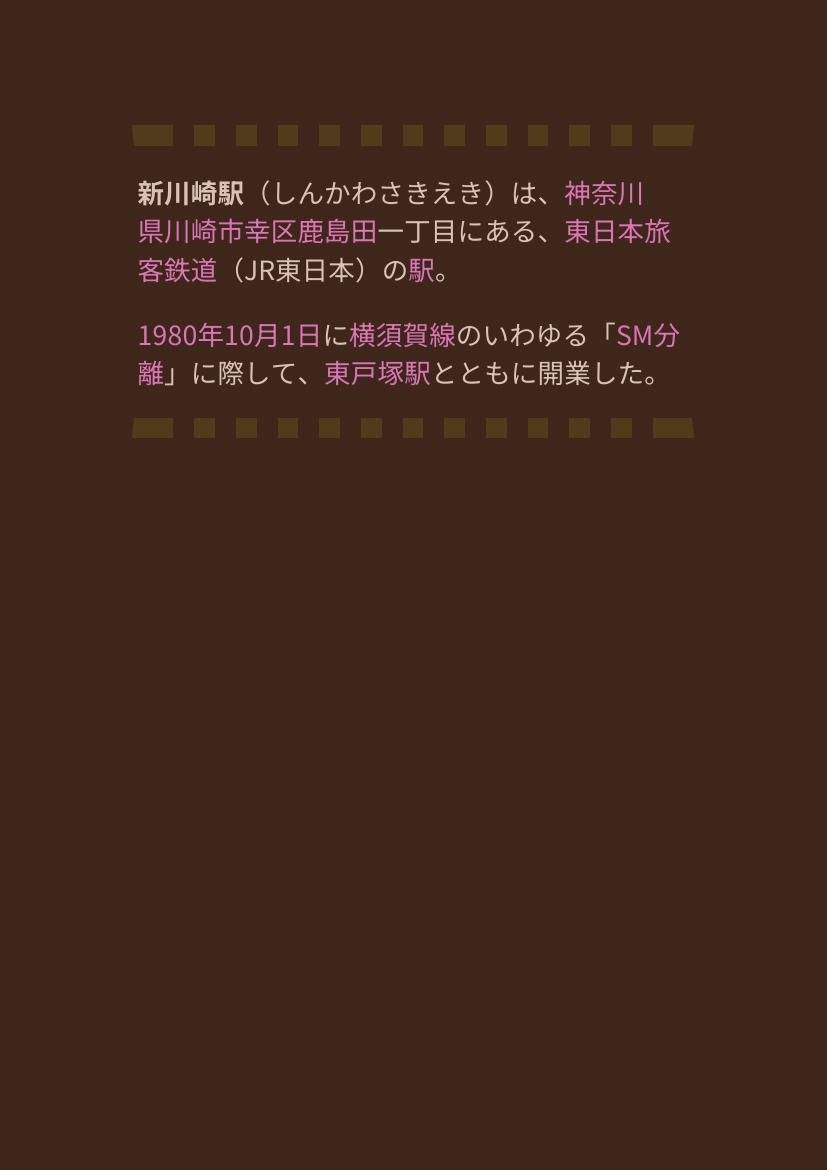 新川崎駅（しんかわさきえき）は、神奈川
県川崎市幸区鹿島田一丁目にある、東日本旅
客鉄道（JR東日本）の駅。
1980年10月1日に横須賀線のいわゆる「SM分
離」に際して、東戸塚駅とともに開業した。